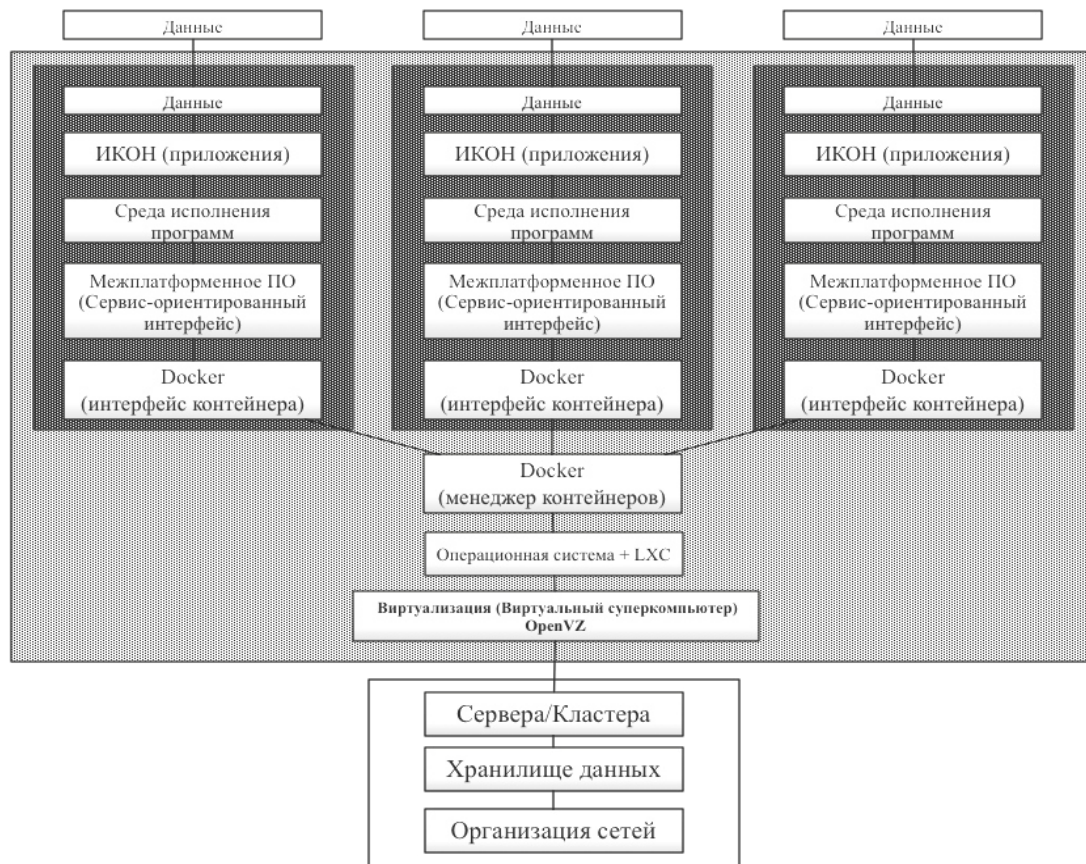 Данные
Данные
Данные
Данные
Данные
Данные
ИКОН (приложения)
ИКОН (приложения)
ИКОН (приложения)
Среда исполнения
программ
Среда исполнения
программ
Среда исполнения
программ
Межплатформенное ПО
(Сервис-ориентированный
интерфейс)
Межплатформенное ПО
(Сервис-ориентированный
интерфейс)
Межплатформенное ПО
(Сервис-ориентированный
интерфейс)
Docker
(интерфейс контейнера)
Docker
(интерфейс контейнера)
Docker
(интерфейс контейнера)
Docker
(менеджер контейнеров)
Операционная система + LXC
Виртуализация (Виртуальный суперкомпьютер)
OpenVZ
Сервера/Кластера
Хранилище данных
Организация сетей